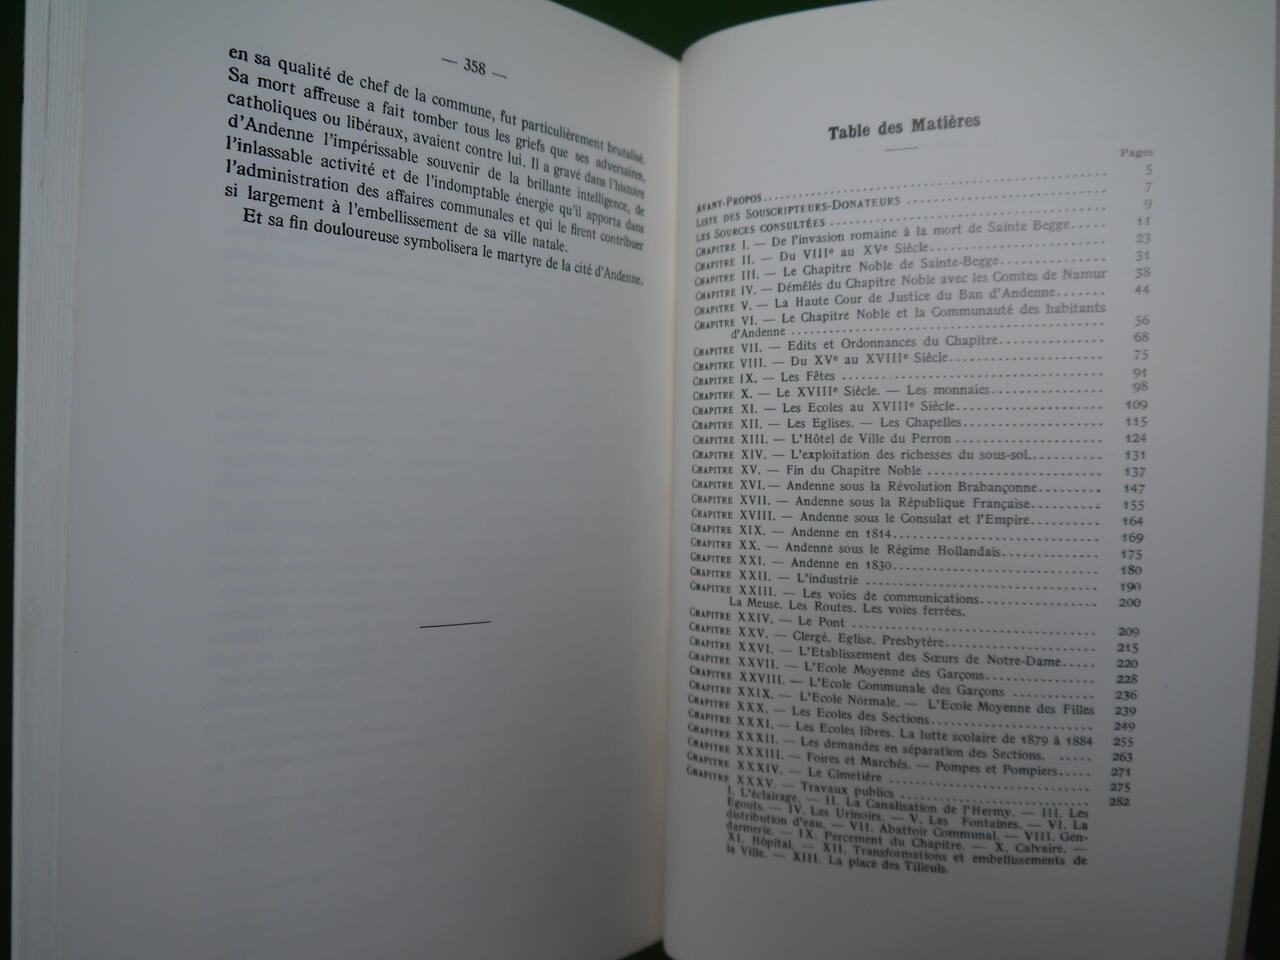 — 358 —
en sa qualité de chef de la commune, fut particulièrement brutalisé.
Sa mort affreuse a fait tomber tous les griefs que ses adversaires,
catholiques ou libéraux, avaient contre lui. Il a gravé dans l'histoire
d'Andenne l'impérissable souvenir de la brillante intelligence, de
l'inlassable activité et de l'indomptable énergie qu'il apporta dans
l'administration des affaires communales et qui le firent contribuer
si largement à l'embellissement de sa ville natale.
Et sa fin douloureuse symbolisera le martyre de la cité d'Andenne.
Table des Matières
Pages
AVANT-PROPOS 5
LISTE DES SOUSCRIPTEURS-DONATEURS 7
LES SOURCES CONSULTÉES 9
CHAPITRE I. — De l'invasion romaine à la mort de Sainte Begge 11
CHAPITRE II. — Du VIIIe au XVe Siècle 23
CHAPITRE III. — Le Chapitre Noble de Sainte-Begge 31
CHAPITRE IV. — Démêlés du Chapitre Noble avec les Comtes de Namur 38
CHAPITRE V. — La Haute Cour de Justice du Ban d'Andenne 44
CHAPITRE VI. — Le Chapitre Noble et la Communauté des habitants
d'Andenne 56
CHAPITRE VII. — Edits et Ordonnances du Chapitre 68
CHAPITRE VIII. — Du XVe au XVIIIe Siècle 75
CHAPITRE IX. — Les Fêtes 91
CHAPITRE X. — Le XVIIIe Siècle. — Les monnaies 98
CHAPITRE XI. — Les Ecoles au XVIIIe Siècle 109
CHAPITRE XII. — Les Eglises. — Les Chapelles 115
CHAPITRE XIII. — L'Hôtel de Ville du Perron 124
CHAPITRE XIV. — L'exploitation des richesses du sous-sol 131
CHAPITRE XV. — Fin du Chapitre Noble 137
CHAPITRE XVI. — Andenne sous la Révolution Brabançonne 147
CHAPITRE XVII. — Andenne sous la République Française 155
CHAPITRE XVIII. — Andenne sous le Consulat et l'Empire 164
CHAPITRE XIX. — Andenne en 1814 169
CHAPITRE XX. — Andenne sous le Régime Hollandais 175
CHAPITRE XXI. — Andenne en 1830 180
CHAPITRE XXII. — L'industrie 190
CHAPITRE XXIII. — Les voies de communications 200
La Meuse. Les Routes. Les voies ferrées.
CHAPITRE XXIV. — Le Pont 209
CHAPITRE XXV. — Clergé. Eglise. Presbytère 215
CHAPITRE XXVI. — L'Etablissement des Sœurs de Notre-Dame 220
CHAPITRE XXVII. — L'Ecole Moyenne des Garçons 228
CHAPITRE XXVIII. — L'Ecole Communale des Garçons 236
CHAPITRE XXIX. — L'Ecole Normale. — L'Ecole Moyenne des Filles 239
CHAPITRE XXX. — Les Ecoles des Sections 249
CHAPITRE XXXI. — Les Ecoles libres. La lutte scolaire de 1879 à 1884 255
CHAPITRE XXXII. — Les demandes en séparation des Sections. 263
CHAPITRE XXXIII. — Foires et Marchés. — Pompes et Pompiers 271
CHAPITRE XXXIV. — Le Cimetière 275
CHAPITRE XXXV. — Travaux publics 282
I. L'éclairage. — II. La Canalisation de l'Hermy. — III. Les
Egouts. — IV. Les Urinoirs. — V. Les Fontaines. — VI. La
distribution d'eau. — VII. Abattoir Communal. — VIII. Gen-
darmerie. — IX. Percement du Chapitre. — X. Calvaire. —
XI. Hôpital. — XII. Transformations et embellissements de
la Ville. — XIII. La place des Tilleuls.